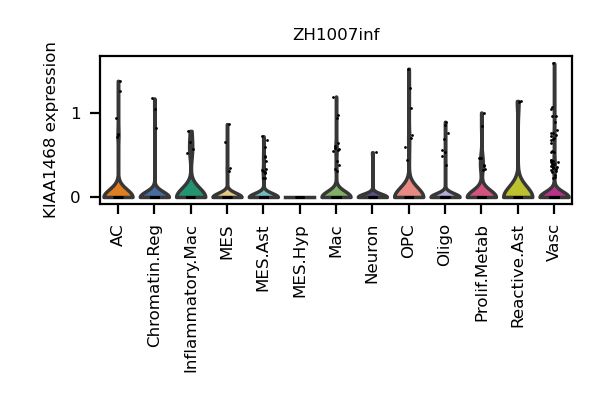 ZH1007inf
KIAA1468 expression
1
0
AC
Chromatin.Reg
Inflammatory.Mac
MES
MES.Ast
MES.Hyp
Mac
Neuron
OPC
Oligo
Prolif.Metab
Reactive.Ast
Vasc